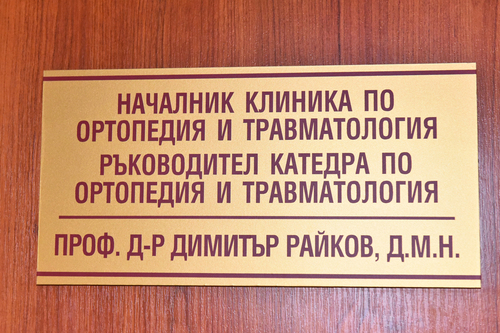 НАЧАЛНИК КЛИНИКА ПО
ОРТОПЕДИЯ И ТРАВМАТОЛОГИЯ
РЪКОВОДИТЕЛ КАТЕДРА ПО
ОРТОПЕДИЯ И ТРАВМАТОЛОГИЯ
ПРОФ. Д-Р ДИМИТЪР РАЙКОВ, Д.М.Н.